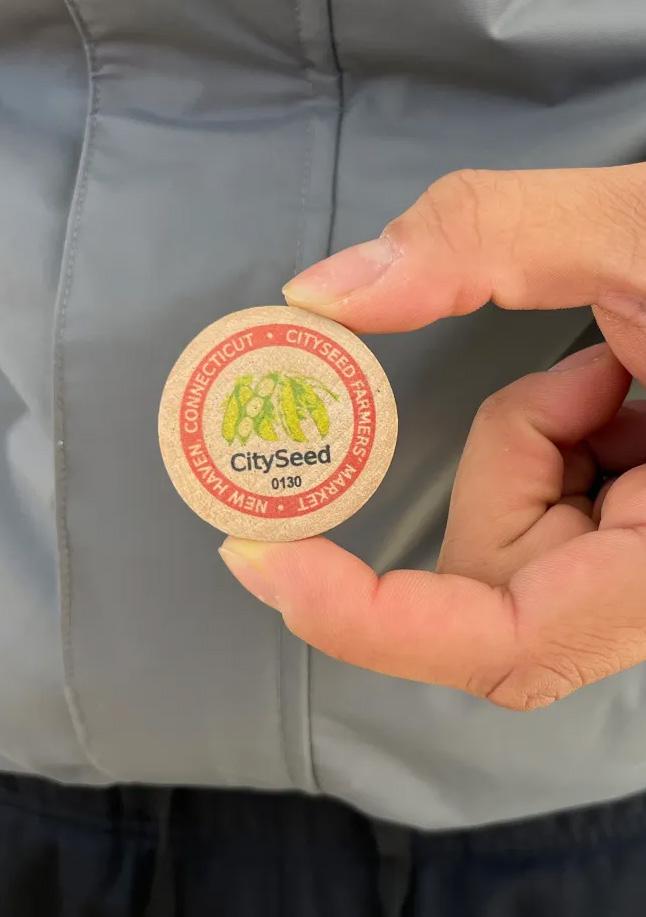 CITYSEED FARMERS' MARKET • NEW HAVEN, CONNECTICUT •
CitySeed
0130